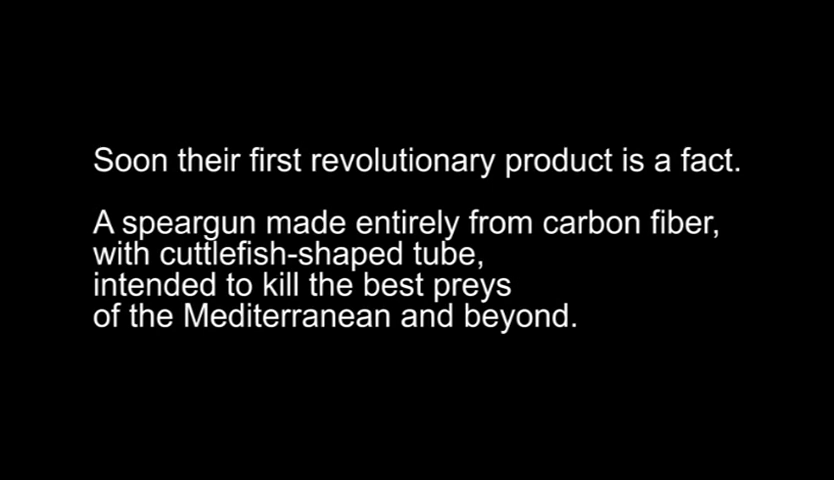 Soon their first revolutionary product is a fact.
A speargun made entirely from carbon fiber,
with cuttlefish-shaped tube,
intended to kill the best preys
of the Mediterranean and beyond.